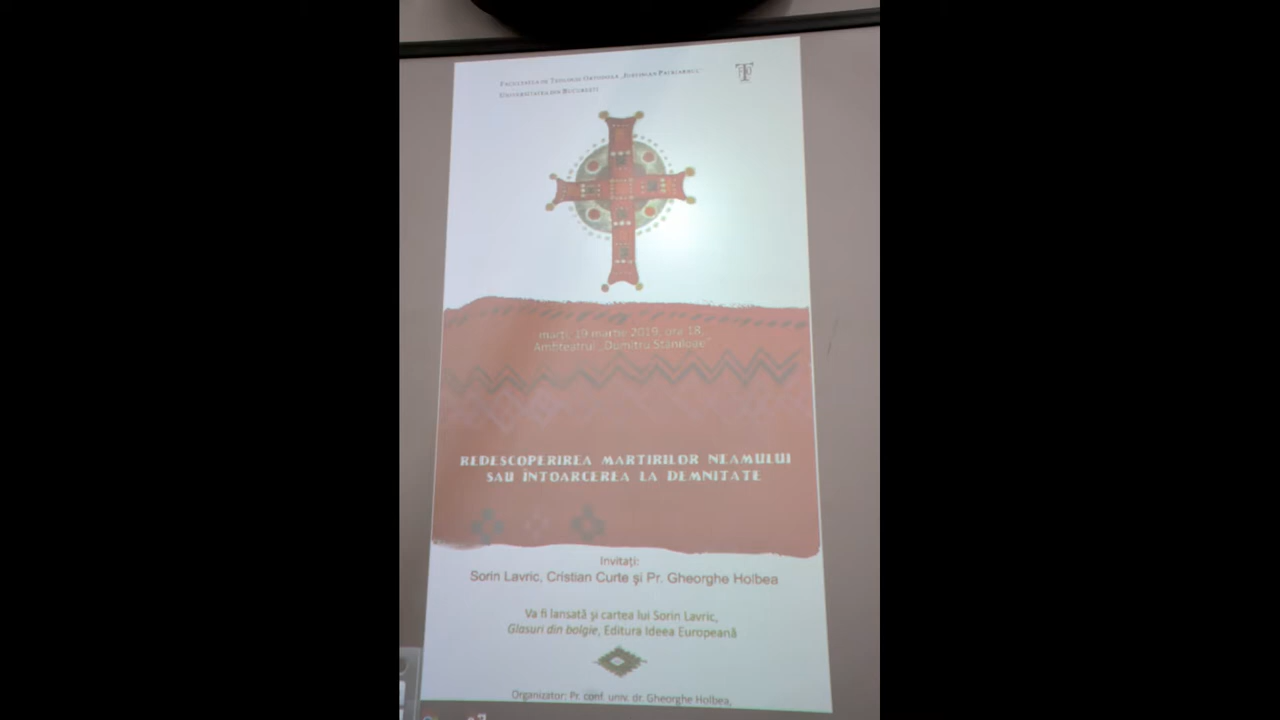 Facultatea de Teologie Ortodoxă „Justinian Patriarhul”
Universitatea din București
marți, 19 martie 2019, ora 18,
Amfiteatrul „Dumitru Stăniloae”
REDESCOPERIREA MARTIRILOR NEAMULUI
SAU ÎNTOARCEREA LA DEMNITATE
Invitați:
Sorin Lavric, Cristian Curte și Pr. Gheorghe Holbea
Va fi lansată și cartea lui Sorin Lavric,
Glasuri din bolgie, Editura Ideea Europeană
Organizator: Pr. conf. univ. dr. Gheorghe Holbea,